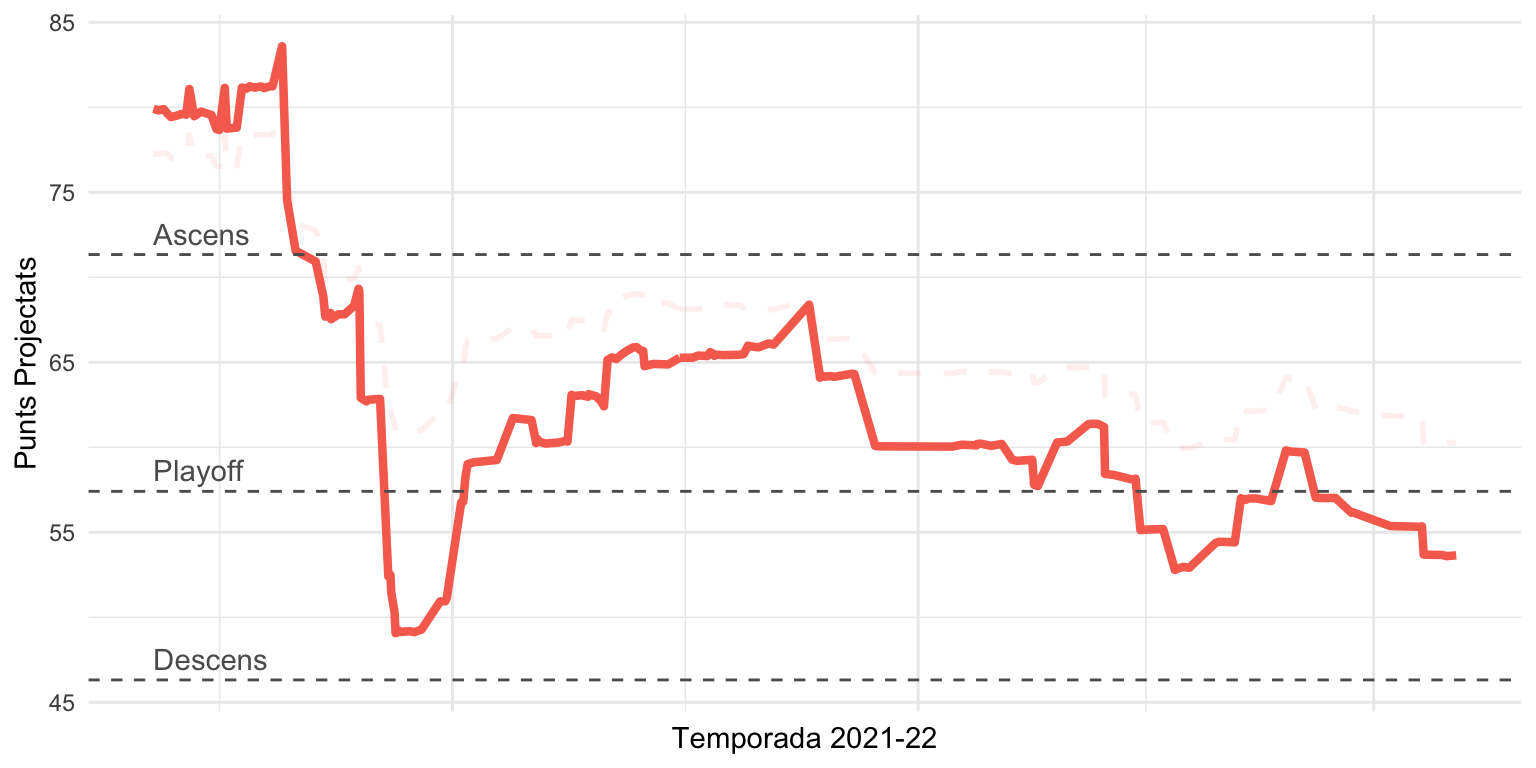 85
75
65
55
45
Punts Projectats
Ascens
Playoff
Descens
Temporada 2021-22